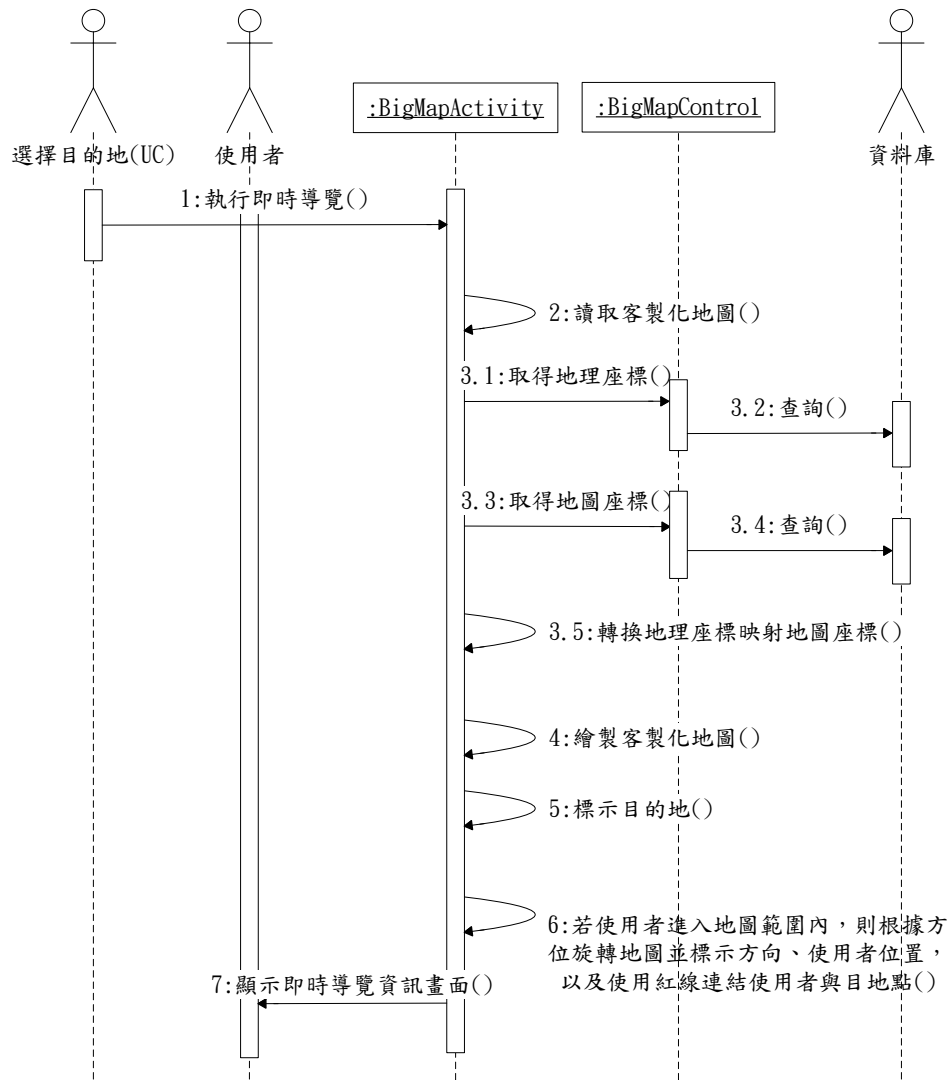 :BigMapActivity
:BigMapControl
選擇目的地(UC)
使用者
資料庫
1:執行即時導覽()
2:讀取客製化地圖()
3.1:取得地理座標()
3.2:查詢()
3.3:取得地圖座標()
3.4:查詢()
3.5:轉換地理座標映射地圖座標()
4:繪製客製化地圖()
5:標示目的地()
6:若使用者進入地圖範圍內，則根據方
位旋轉地圖並標示方向、使用者位置，
以及使用紅線連結使用者與目地點()
7:顯示即時導覽資訊畫面()